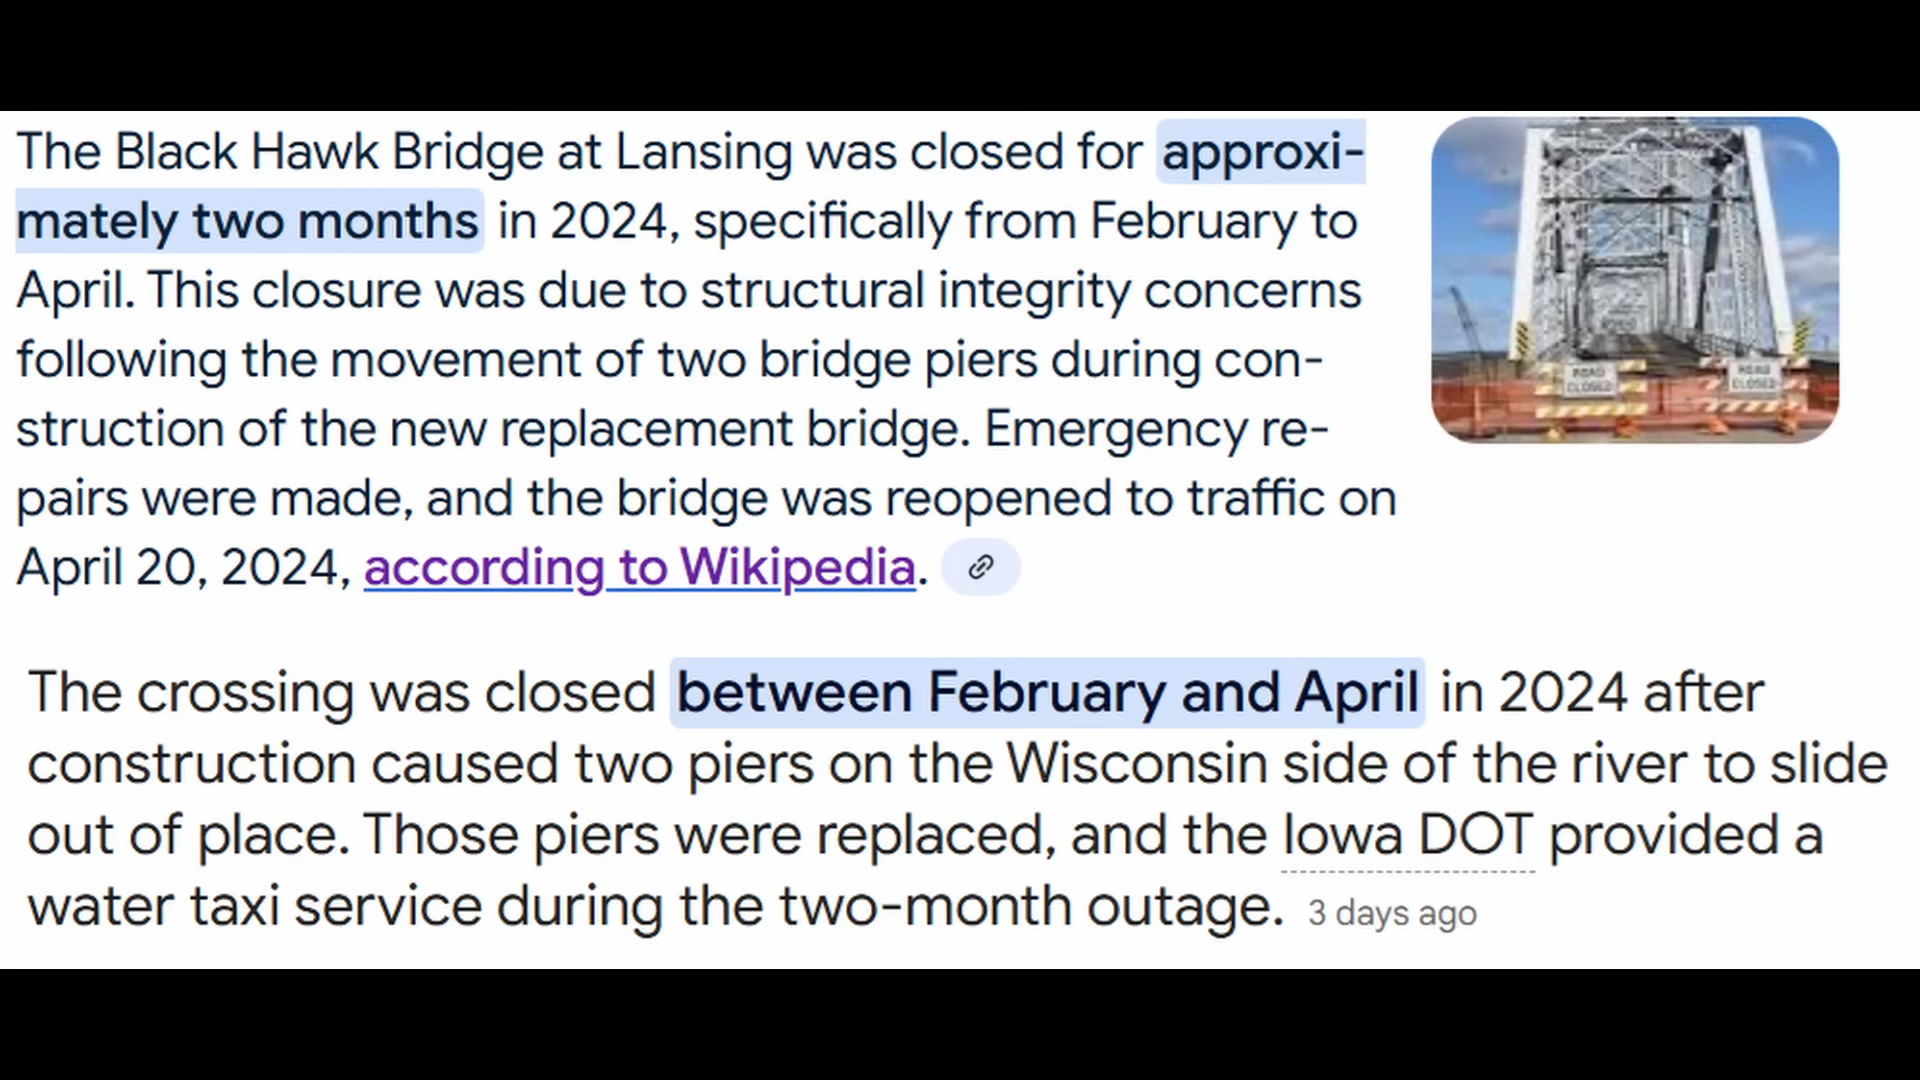 The Black Hawk Bridge at Lansing was closed for approxi-
mately two months in 2024, specifically from February to
April. This closure was due to structural integrity concerns
following the movement of two bridge piers during con-
struction of the new replacement bridge. Emergency re-
pairs were made, and the bridge was reopened to traffic on
April 20, 2024, according to Wikipedia.
ROAD CLOSED
ROAD CLOSED
The crossing was closed between February and April in 2024 after
construction caused two piers on the Wisconsin side of the river to slide
out of place. Those piers were replaced, and the Iowa DOT provided a
water taxi service during the two-month outage. 3 days ago